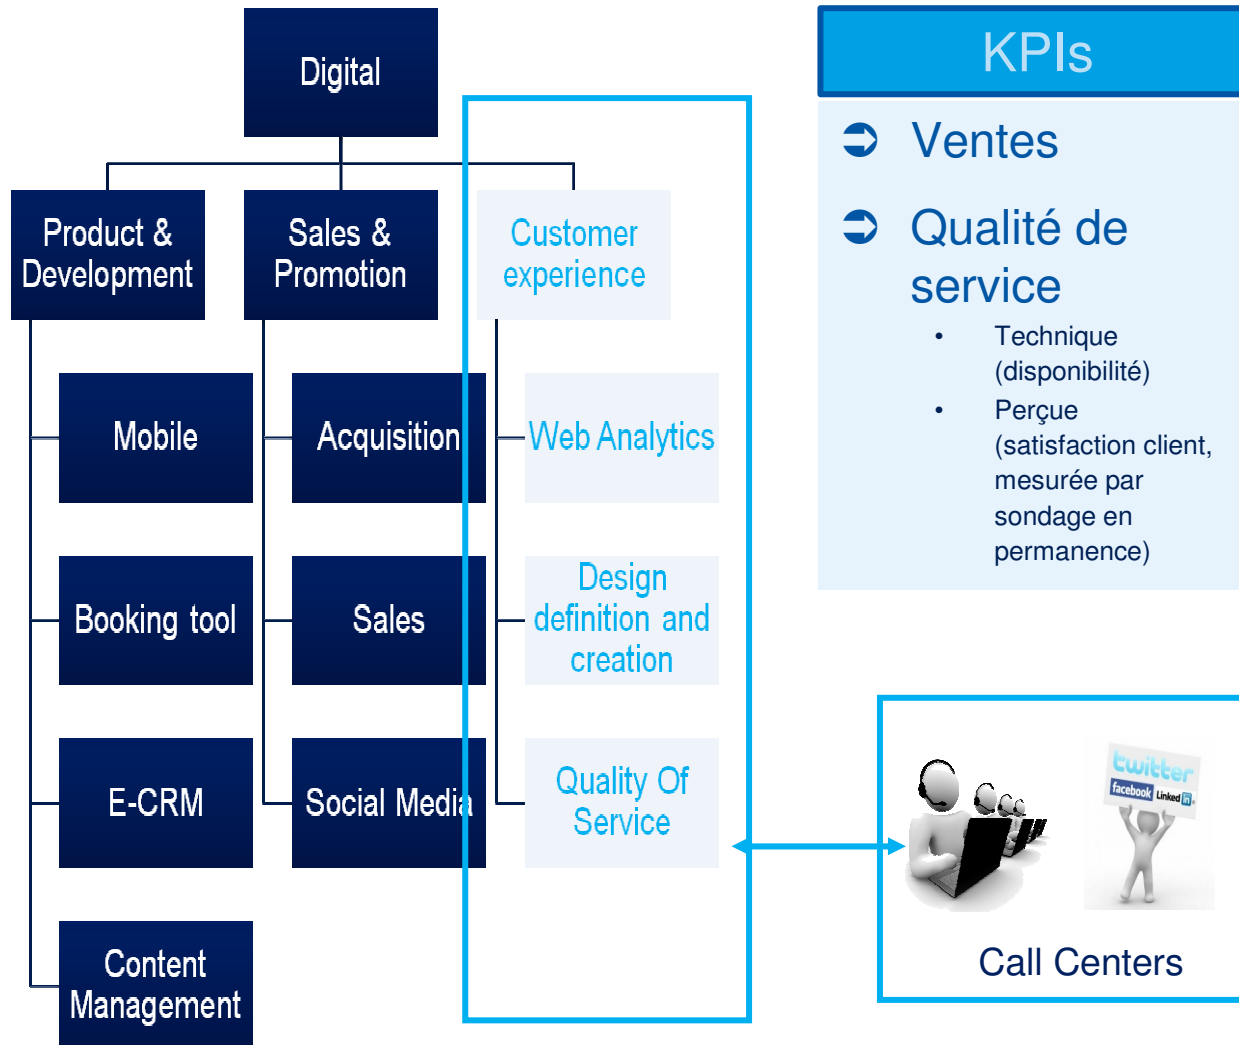 Digital
Product &
Development
Mobile
Booking tool
E-CRM
Content
Management
Sales &
Promotion
Acquisition
Sales
Social Media
Customer
experience
Web Analytics
Design
definition and
creation
Quality Of
Service
KPIs
Ventes
Qualité de
service
• Technique
(disponibilité)
• Perçue
(satisfaction client,
mesurée par
sondage en
permanence)
twitter
facebook Linked in
Call Centers